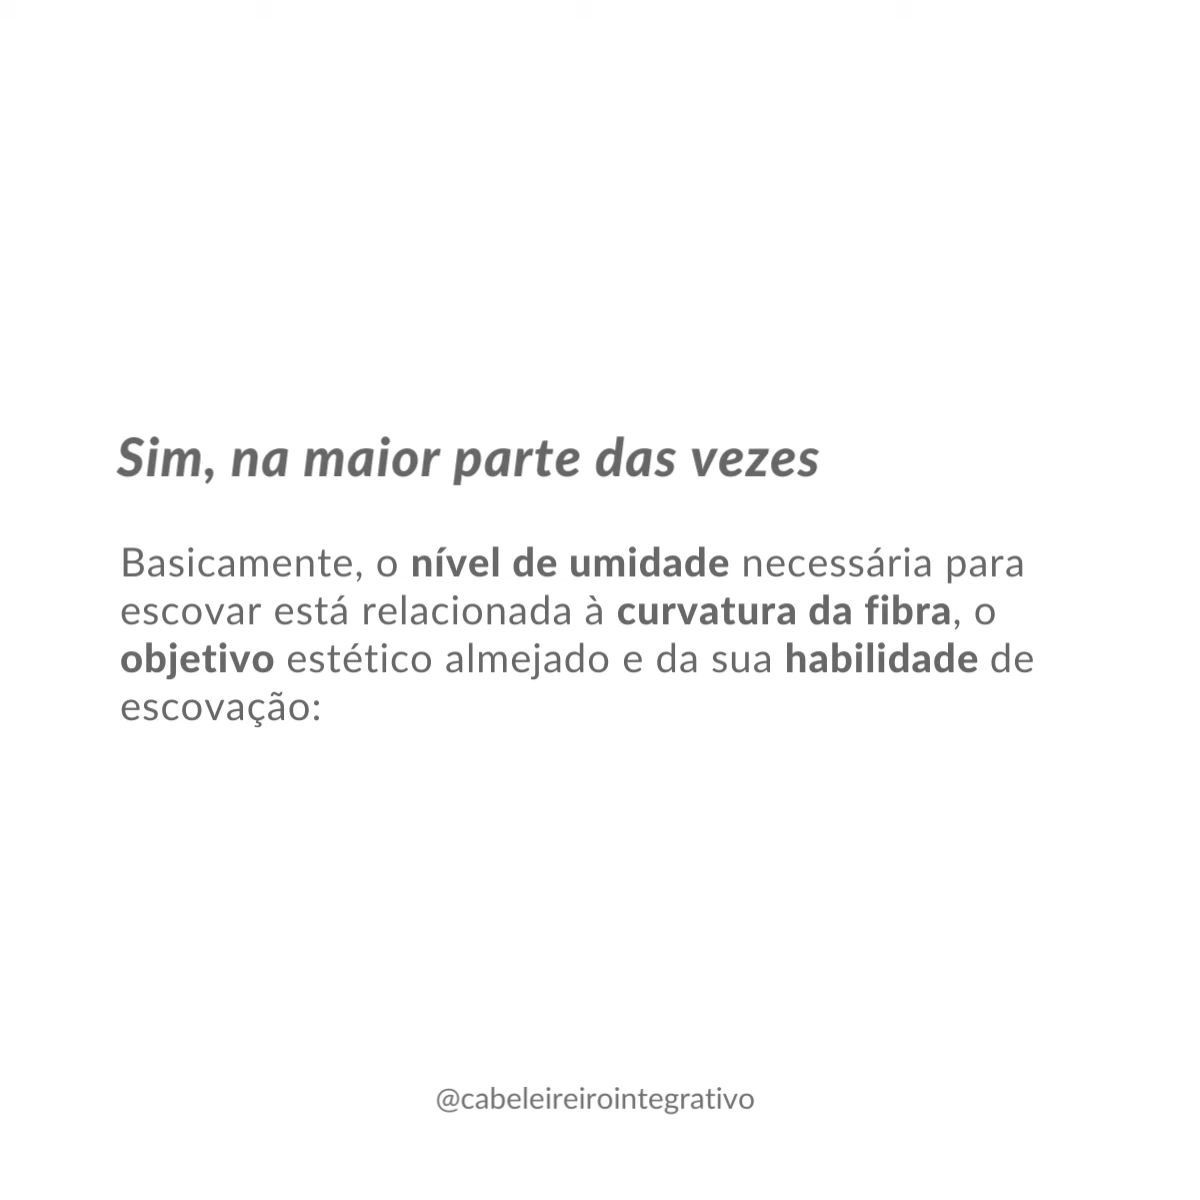 Sim, na maior parte das vezes
Basicamente, o nível de umidade necessária para
escovar está relacionada à curvatura da fibra, o
objetivo estético almejado e da sua habilidade de
escovação:
@cabeleireirointegrativo